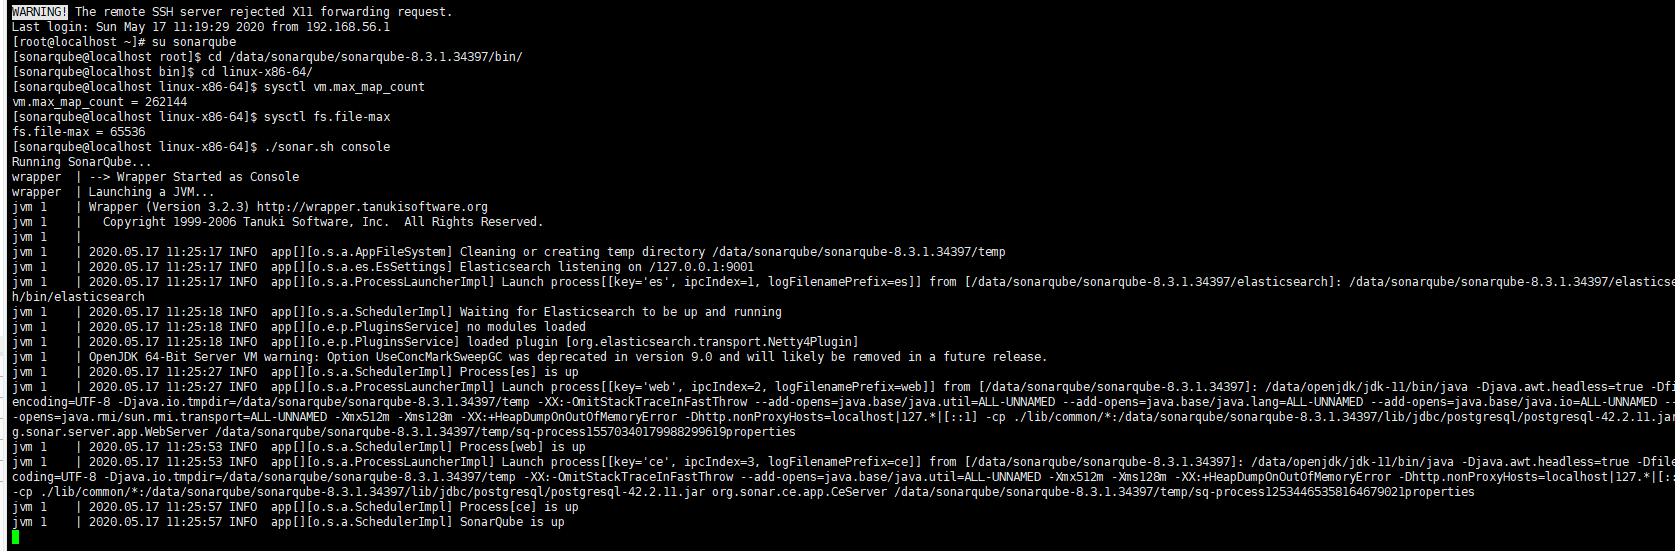 WARNING! The remote SSH server rejected X11 forwarding request.
Last login: Sun May 17 11:19:29 2020 from 192.168.56.1
[root@localhost ~]# su sonarqube
[sonarqube@localhost root]$ cd /data/sonarqube/sonarqube-8.3.1.34397/bin/
[sonarqube@localhost bin]$ cd linux-x86-64/
[sonarqube@localhost linux-x86-64]$ sysctl vm.max_map_count
vm.max_map_count = 262144
[sonarqube@localhost linux-x86-64]$ sysctl fs.file-max
fs.file-max = 65536
[sonarqube@localhost linux-x86-64]$ ./sonar.sh console
Running SonarQube...
wrapper  | --> Wrapper Started as Console
wrapper  | Launching a JVM...
jvm 1    | Wrapper (Version 3.2.3) http://wrapper.tanukisoftware.org
jvm 1    |   Copyright 1999-2006 Tanuki Software, Inc.  All Rights Reserved.
jvm 1    |
jvm 1    | 2020.05.17 11:25:17 INFO  app[][o.s.a.AppFileSystem] Cleaning or creating temp directory /data/sonarqube/sonarqube-8.3.1.34397/temp
jvm 1    | 2020.05.17 11:25:17 INFO  app[][o.s.a.es.EsSettings] Elasticsearch listening on /127.0.0.1:9001
jvm 1    | 2020.05.17 11:25:17 INFO  app[][o.s.a.ProcessLauncherImpl] Launch process[[key='es', ipcIndex=1, logFilenamePrefix=es]] from [/data/sonarqube/sonarqube-8.3.1.34397/elasticsearch]: /data/sonarqube/sonarqube-8.3.1.34397/elasticse
h/bin/elasticsearch
jvm 1    | 2020.05.17 11:25:18 INFO  app[][o.s.a.SchedulerImpl] Waiting for Elasticsearch to be up and running
jvm 1    | 2020.05.17 11:25:18 INFO  app[][o.e.p.PluginsService] no modules loaded
jvm 1    | 2020.05.17 11:25:18 INFO  app[][o.e.p.PluginsService] loaded plugin [org.elasticsearch.transport.Netty4Plugin]
jvm 1    | OpenJDK 64-Bit Server VM warning: Option UseConcMarkSweepGC was deprecated in version 9.0 and will likely be removed in a future release.
jvm 1    | 2020.05.17 11:25:27 INFO  app[][o.s.a.SchedulerImpl] Process[es] is up
jvm 1    | 2020.05.17 11:25:27 INFO  app[][o.s.a.ProcessLauncherImpl] Launch process[[key='web', ipcIndex=2, logFilenamePrefix=web]] from [/data/sonarqube/sonarqube-8.3.1.34397]: /data/openjdk/jdk-11/bin/java -Djava.awt.headless=true -Dfi
encoding=UTF-8 -Djava.io.tmpdir=/data/sonarqube/sonarqube-8.3.1.34397/temp -XX:-OmitStackTraceInFastThrow --add-opens=java.base/java.util=ALL-UNNAMED --add-opens=java.base/java.lang=ALL-UNNAMED --add-opens=java.base/java.io=ALL-UNNAMED --
-opens=java.rmi/sun.rmi.transport=ALL-UNNAMED -Xmx512m -Xms128m -XX:+HeapDumpOnOutOfMemoryError -Dhttp.nonProxyHosts=localhost|127.*|[::1] -cp ./lib/common/*:/data/sonarqube/sonarqube-8.3.1.34397/lib/jdbc/postgresql/postgresql-42.2.11.jar
g.sonar.server.app.WebServer /data/sonarqube/sonarqube-8.3.1.34397/temp/sq-process15570340179988299619properties
jvm 1    | 2020.05.17 11:25:53 INFO  app[][o.s.a.SchedulerImpl] Process[web] is up
jvm 1    | 2020.05.17 11:25:53 INFO  app[][o.s.a.ProcessLauncherImpl] Launch process[[key='ce', ipcIndex=3, logFilenamePrefix=ce]] from [/data/sonarqube/sonarqube-8.3.1.34397]: /data/openjdk/jdk-11/bin/java -Djava.awt.headless=true -Dfile
coding=UTF-8 -Djava.io.tmpdir=/data/sonarqube/sonarqube-8.3.1.34397/temp -XX:-OmitStackTraceInFastThrow --add-opens=java.base/java.util=ALL-UNNAMED -Xmx512m -Xms128m -XX:+HeapDumpOnOutOfMemoryError -Dhttp.nonProxyHosts=localhost|127.*|[::
-cp ./lib/common/*:/data/sonarqube/sonarqube-8.3.1.34397/lib/jdbc/postgresql/postgresql-42.2.11.jar org.sonar.ce.app.CeServer /data/sonarqube/sonarqube-8.3.1.34397/temp/sq-process12534465358164679021properties
jvm 1    | 2020.05.17 11:25:57 INFO  app[][o.s.a.SchedulerImpl] Process[ce] is up
jvm 1    | 2020.05.17 11:25:57 INFO  app[][o.s.a.SchedulerImpl] SonarQube is up